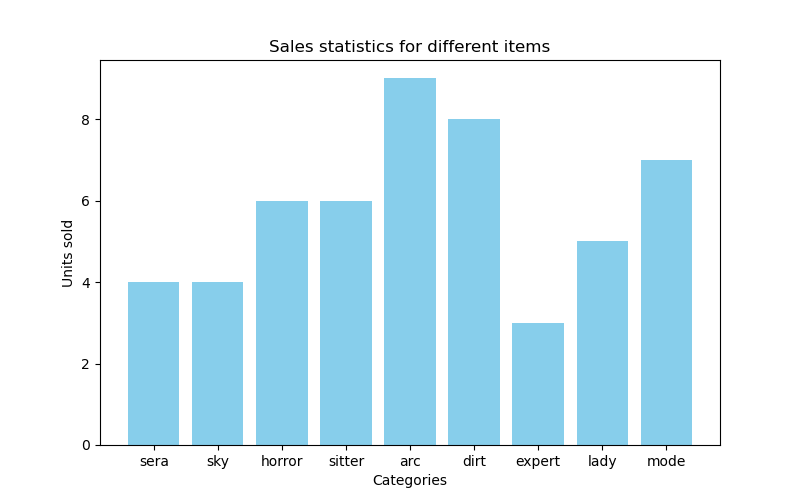 Sales statistics for different items
Units sold
8
6
4
2
0
sera sky horror sitter arc dirt expert lady mode
Categories